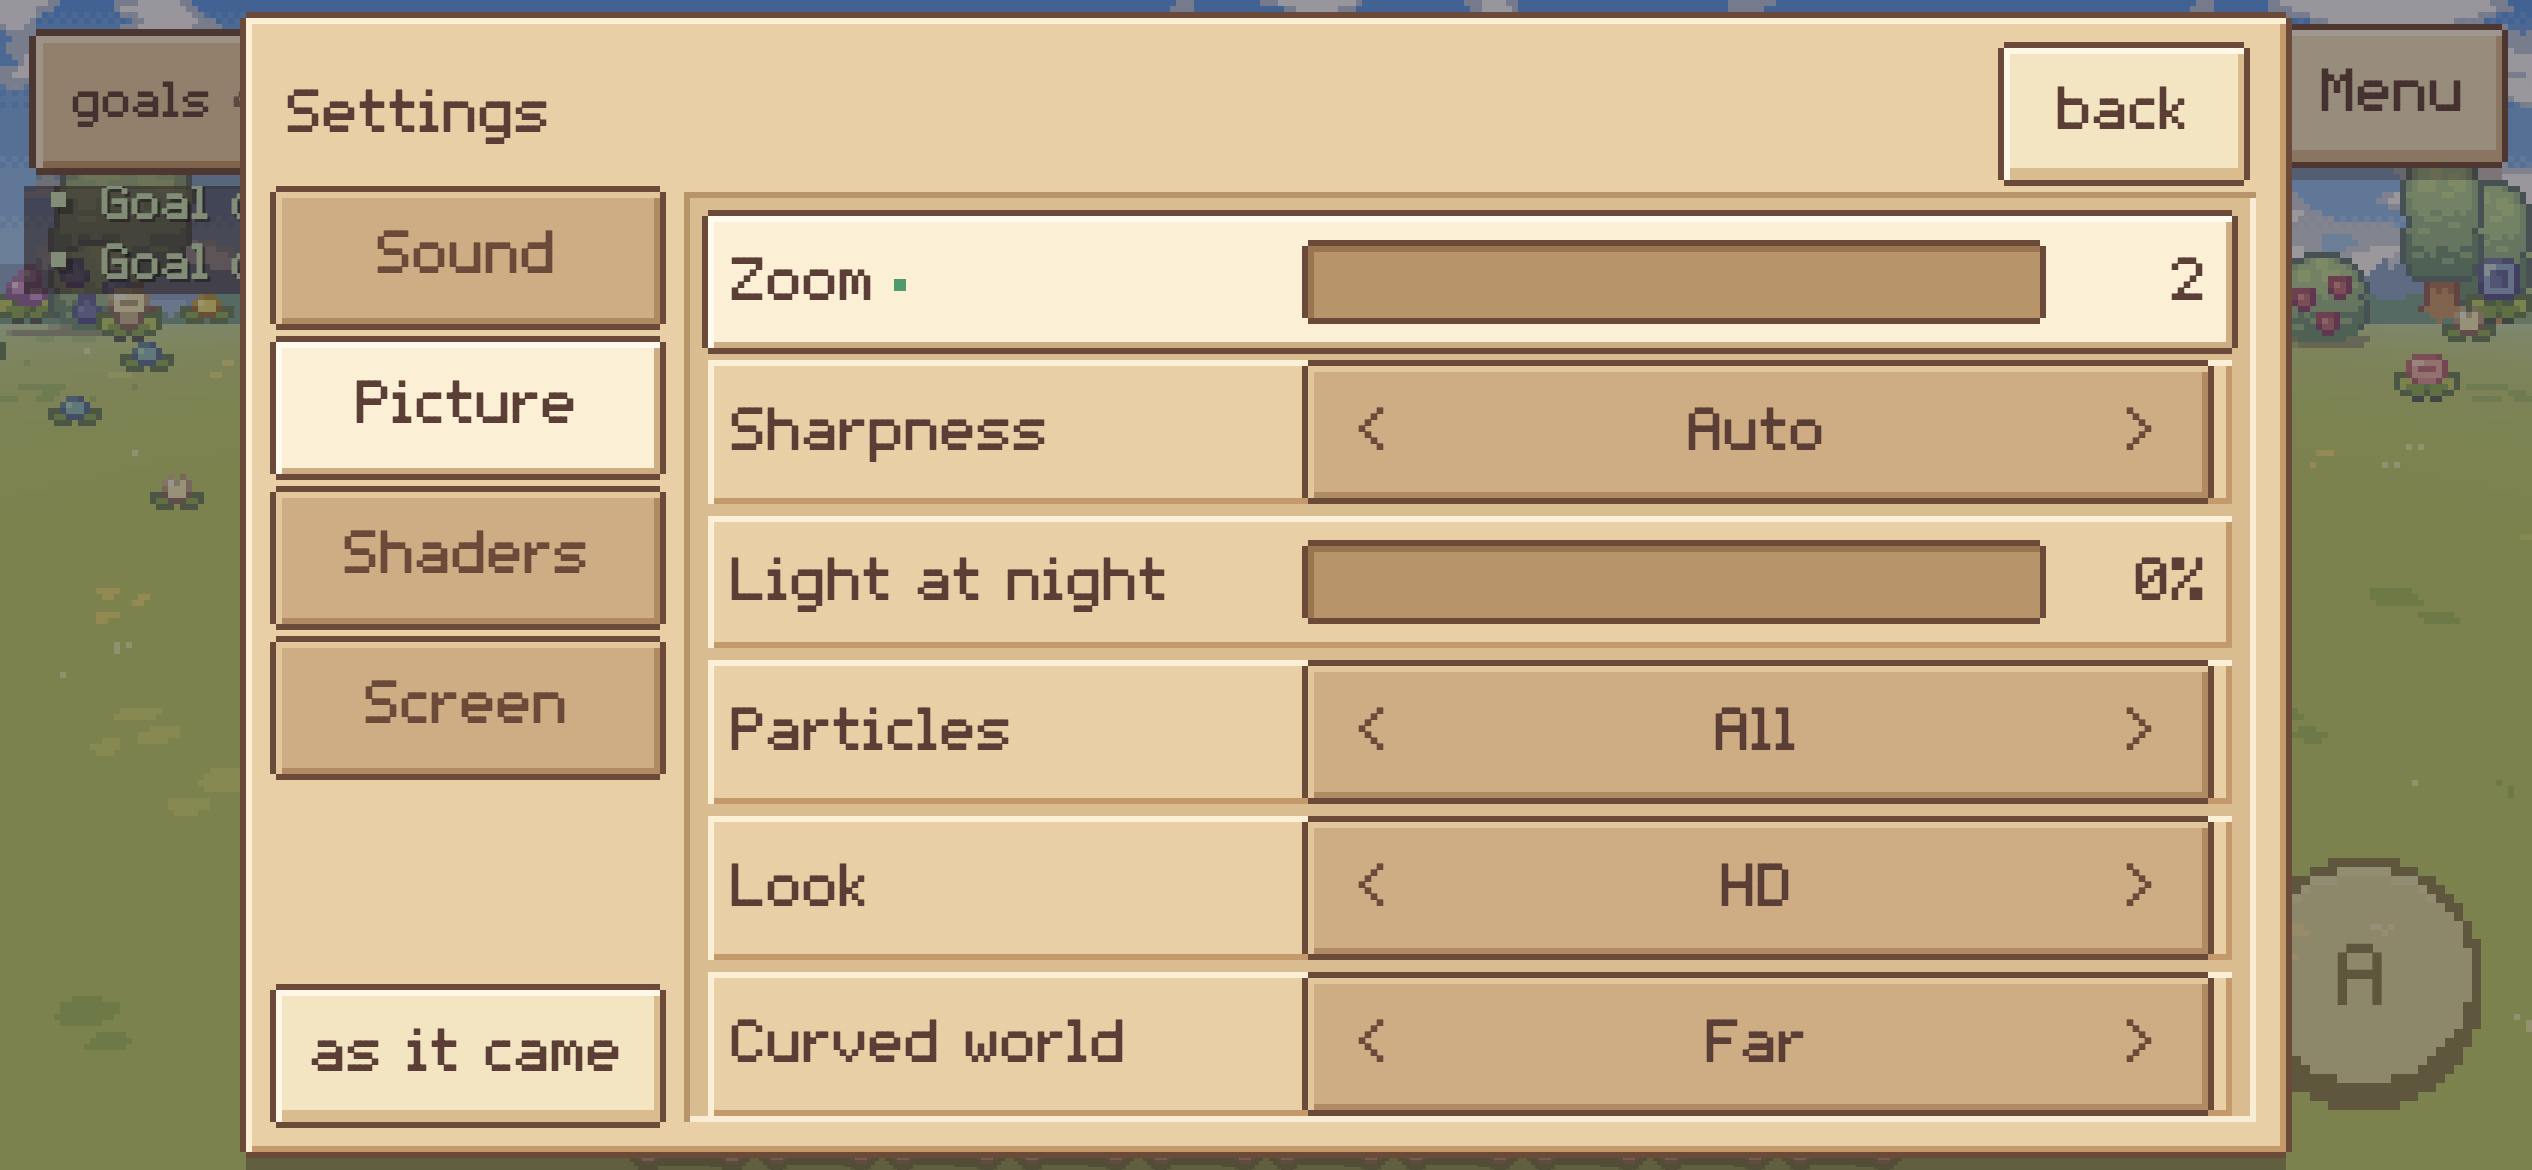 goals
Settings
back
Menu
Goal
Goal
Sound
Picture
Shaders
Screen
as it came
Zoom
2
Sharpness
< Auto >
Light at night
0%
Particles
< All >
Look
< HD >
Curved world
< Far >
A